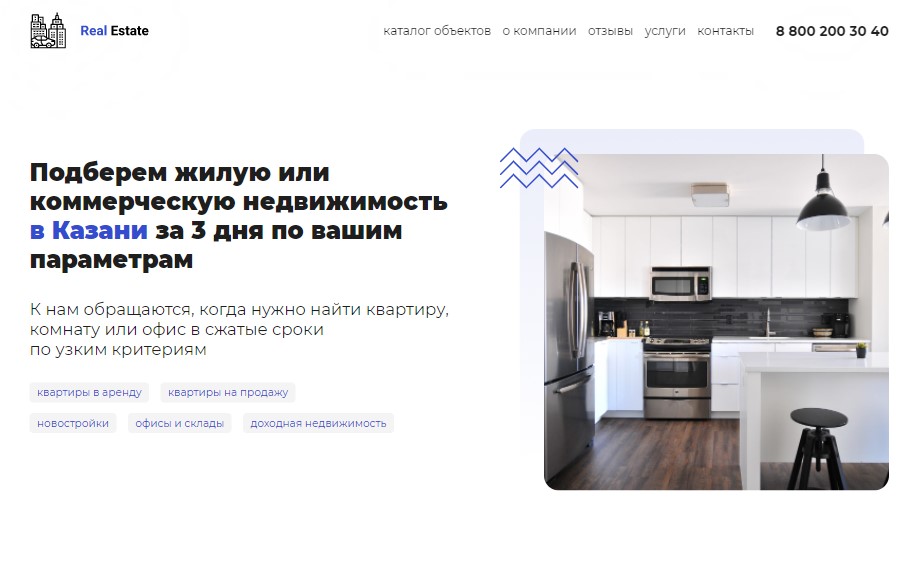 Real Estate
каталог объектов о компании отзывы услуги контакты 8 800 200 30 40
Подберем жилую или
коммерческую недвижимость
в Казани за 3 дня по вашим
параметрам
К нам обращаются, когда нужно найти квартиру,
комнату или офис в сжатые сроки
по узким критериям
квартиры в аренду квартиры на продажу
новостройки офисы и склады доходная недвижимость